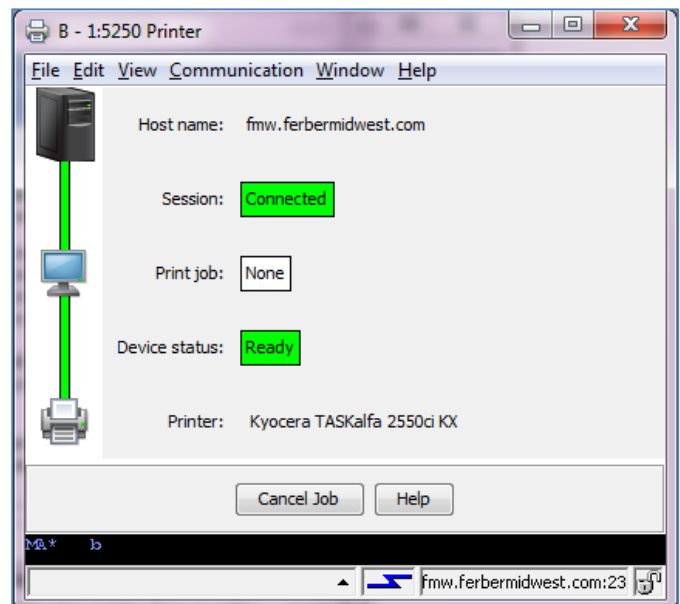 B - 1:5250 Printer
File Edit View Communication Window Help
Host name: fmw.ferbermidwest.com
Session: Connected
Print job: None
Device status: Ready
Printer: Kyocera TASKalfa 2550ci KX
Cancel Job Help
MA* b
fmw.ferbermidwest.com:23